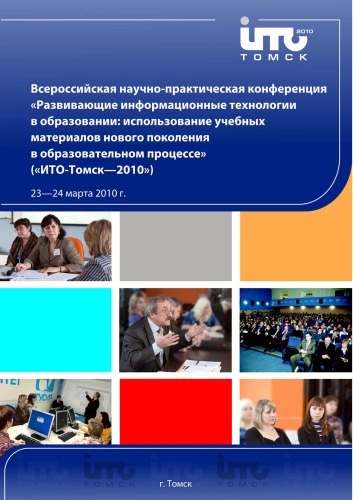 ИТО 2010
ТОМСК
Всероссийская научно-практическая конференция
«Развивающие информационные технологии
в образовании: использование учебных
материалов нового поколения
в образовательном процессе»
(«ИТО-Томск—2010»)
23—24 марта 2010 г.
г. Томск